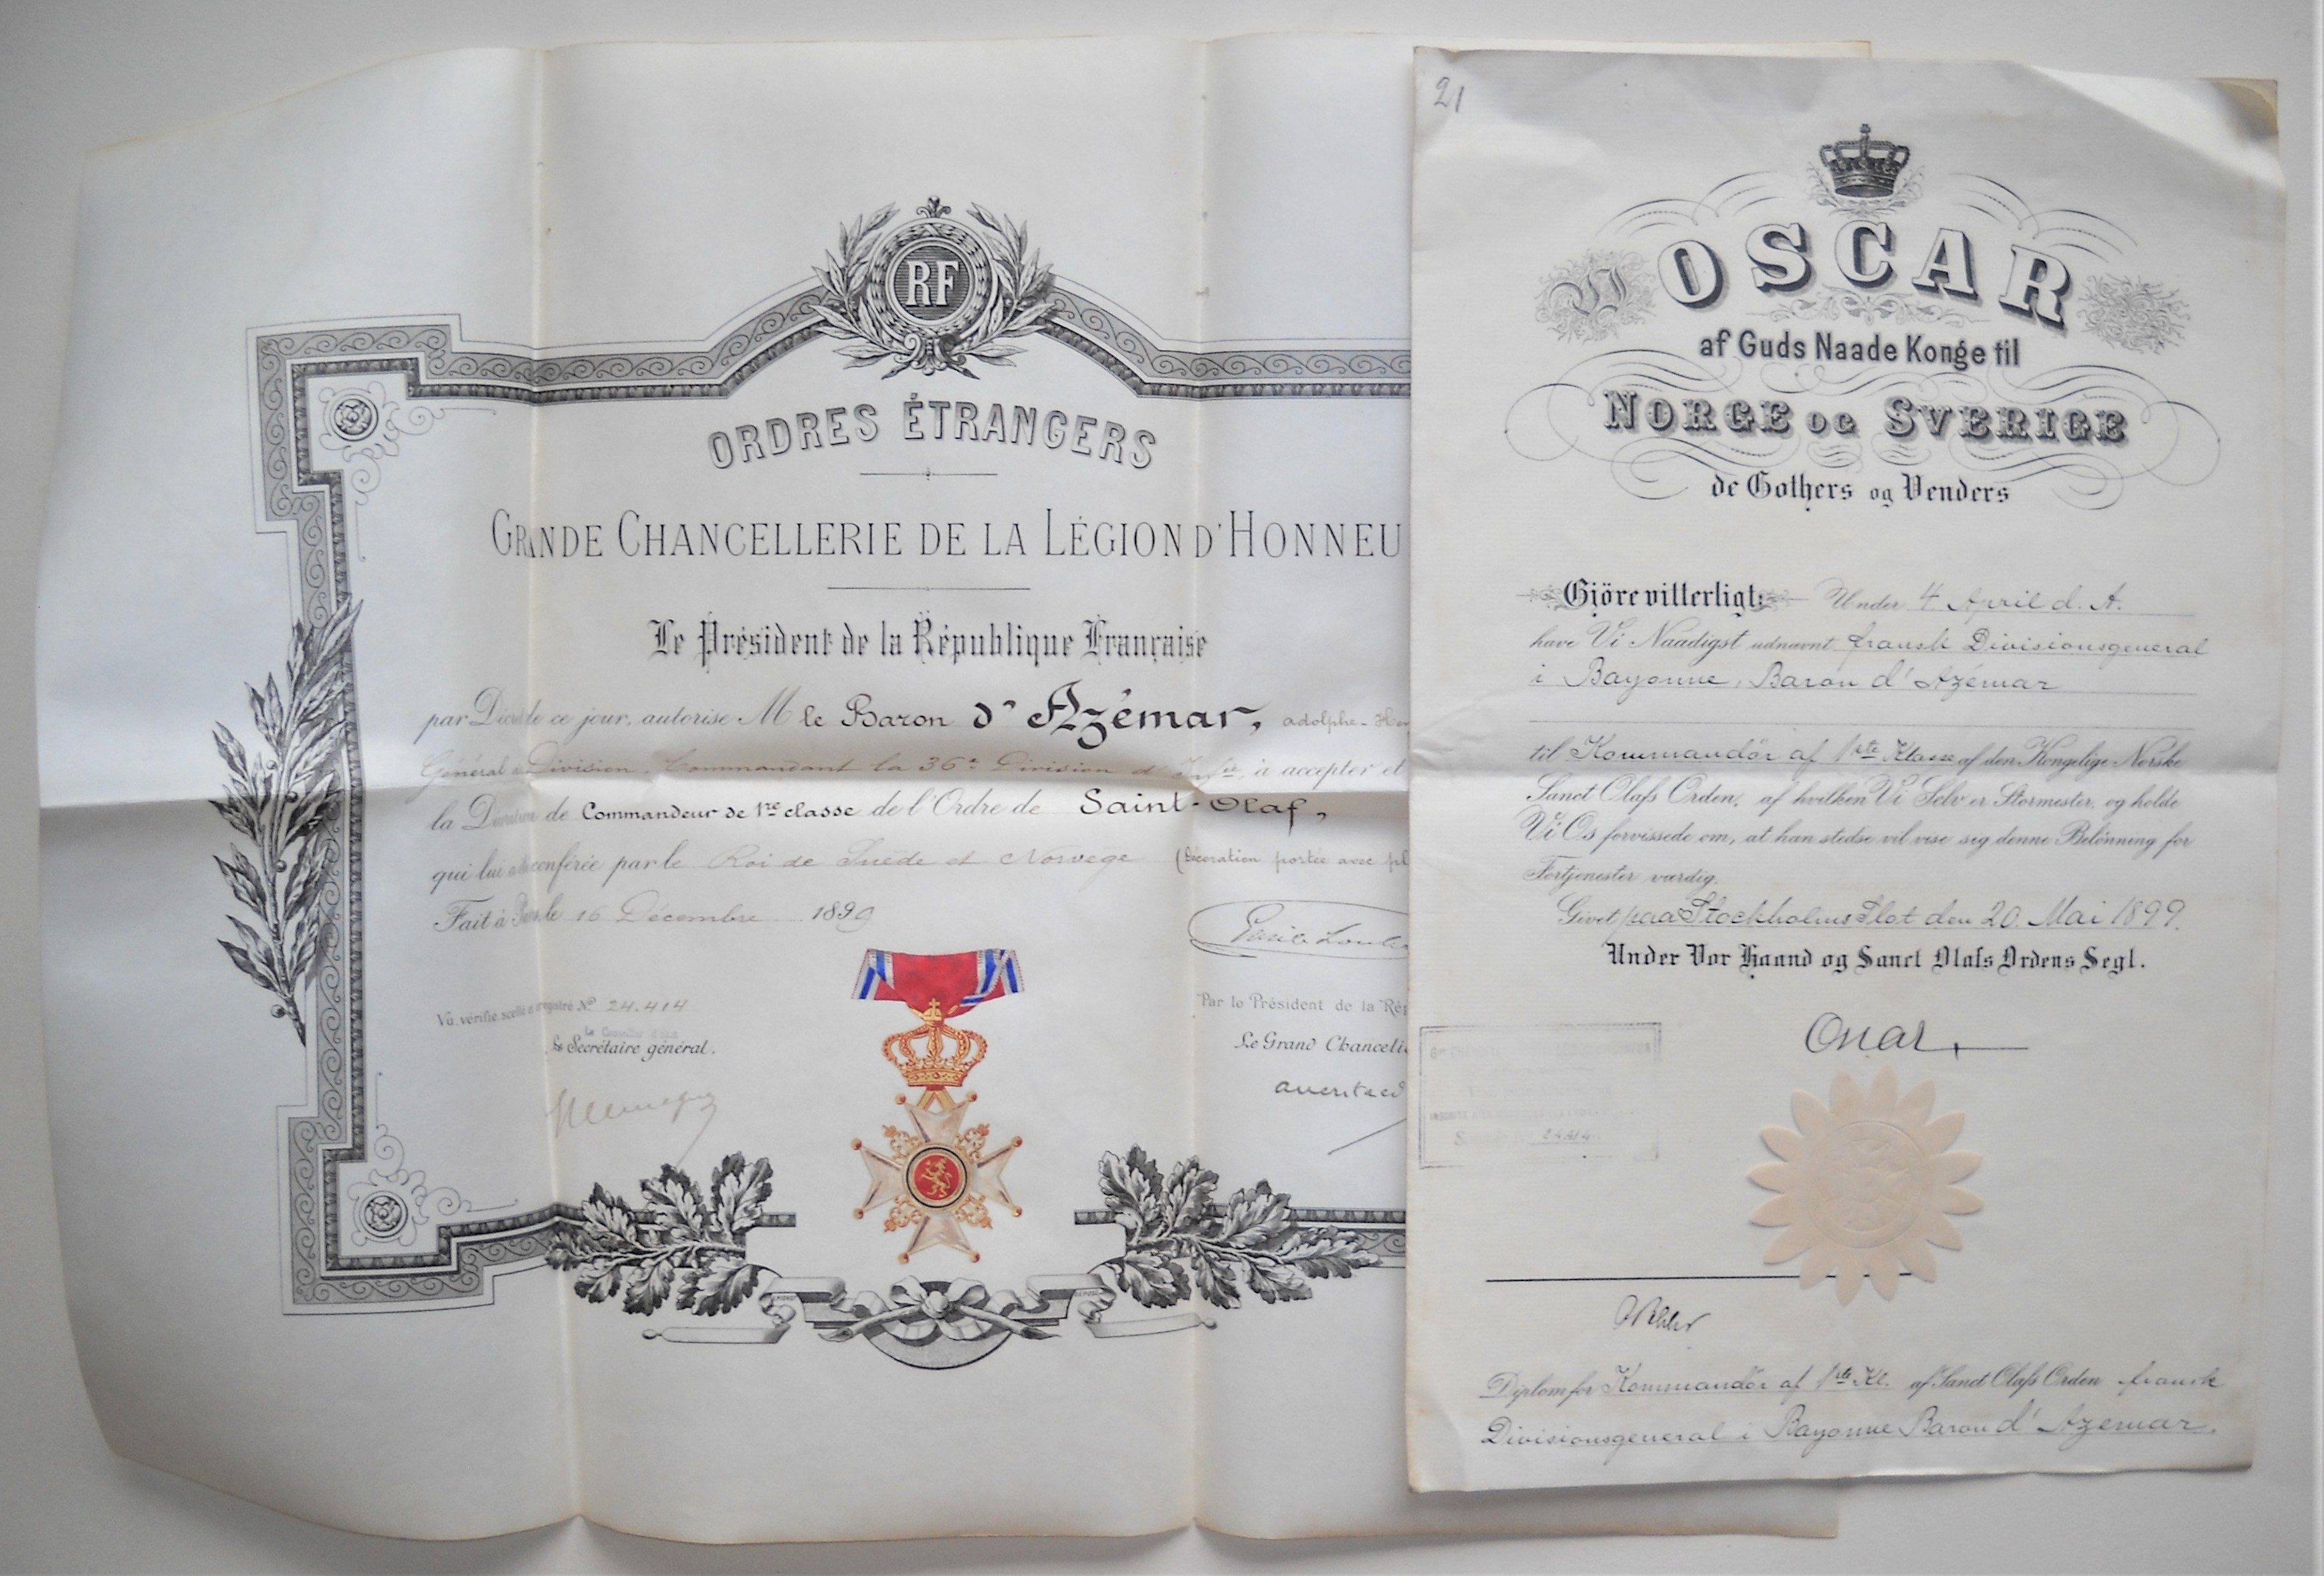 RF
ORDRES ÉTRANGERS
GRANDE CHANCELLERIE DE LA LÉGION D'HONNEU
Le Président de la République Française
par Décret de ce jour, autorise M le Baron d'Azémar, adolphe-
Général de Division, Commandant la 36e Division d'Infie, à accepter et
la Décoration de Commandeur de 1re classe de l'Ordre de Saint-Olaf,
qui lui a été conférée par le Roi de Suède et Norvège (Décoration portée avec
Fait à Paris le 16 Décembre 1899
Vu, vérifié, scellé et enregistré No 24.414
Le Secrétaire général.
Par le Président de la Ré
Le Grand Chanceli
21
VI OSCAR
af Guds Naade Konge til
NORGE OG SVERIGE
de Gothers og Venders
Gjöre vitterligt: Under 4 April d. A.
have Vi Naadigst udnævnt fransk Divisionsgeneral
i Bayonne, Baron d'Azémar
til Kommandör af 1ste Klasse af den Kongelige Norske
Sanct Olafs Orden, af hvilken Vi Selv er Stormester, og holde
Vi Os forvissede om, at han stedse vil vise sig denne Belönning for
Fortjenester værdig.
Givet paa Stockholms Slot den 20. Mai 1899.
Under Vor Haand og Sanct Olafs Ordens Segl.
Oscar
24414
Diplom for Kommandör af 1ste Kl. af Sanct Olafs Orden fransk
Divisionsgeneral i Bayonne Baron d'Azemar.